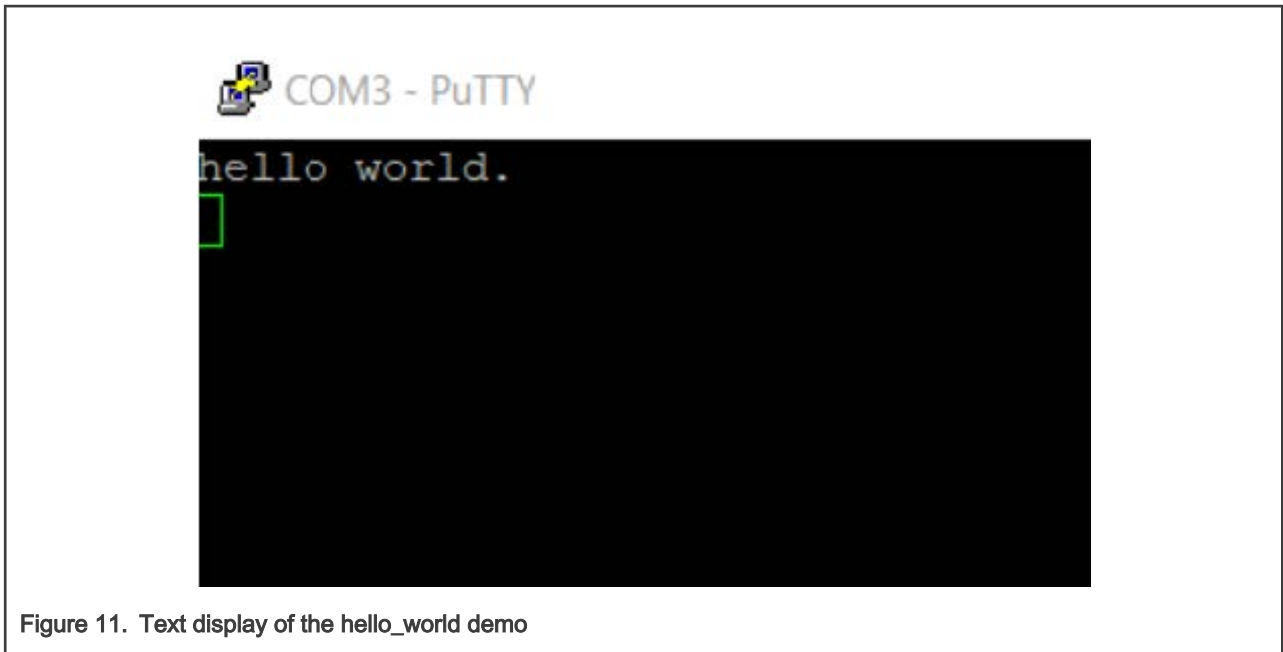 COM3 - PuTTY
hello world.
Figure 11. Text display of the hello_world demo